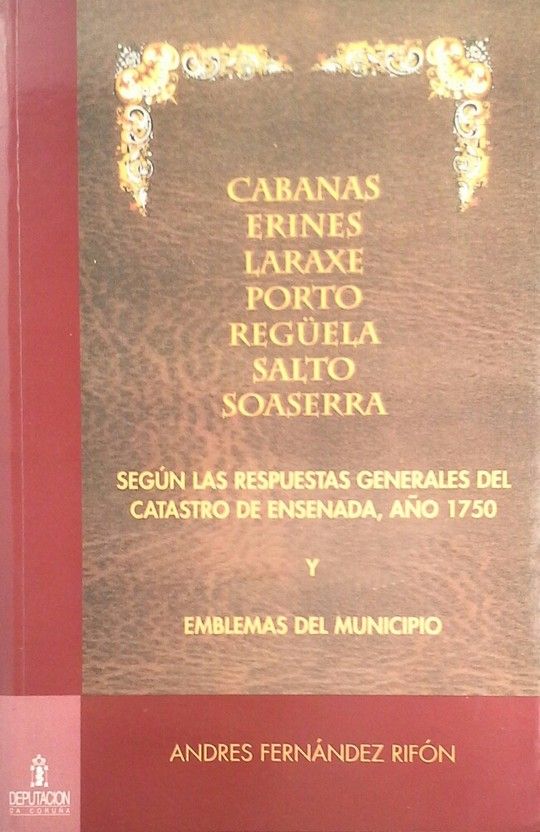 CABANAS
ERINES
LARAXE
PORTO
REGÜELA
SALTO
SOASERRA
SEGÚN LAS RESPUESTAS GENERALES DEL
CATASTRO DE ENSENADA, AÑO 1750
Y
EMBLEMAS DEL MUNICIPIO
ANDRES FERNÁNDEZ RIFÓN
DEPUTACION
DA CORUÑA